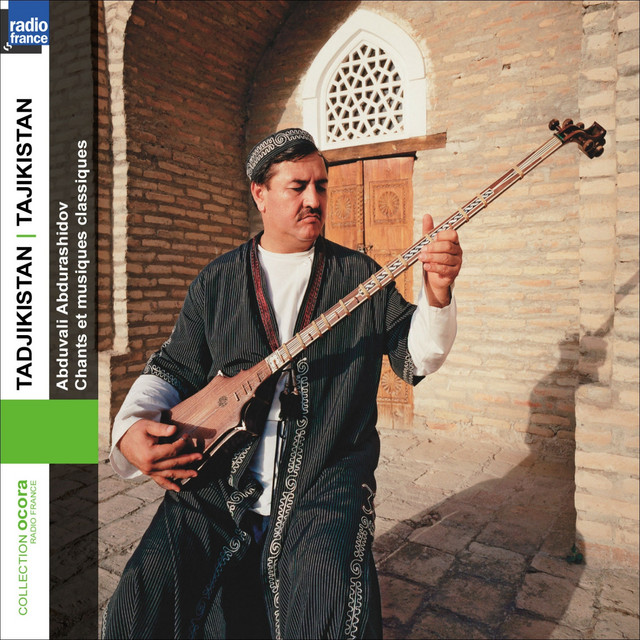 radio
france
TADJIKISTAN | TAJIKISTAN
Abduvali Abdurashidov
Chants et musiques classiques
COLLECTION ocora
RADIO FRANCE